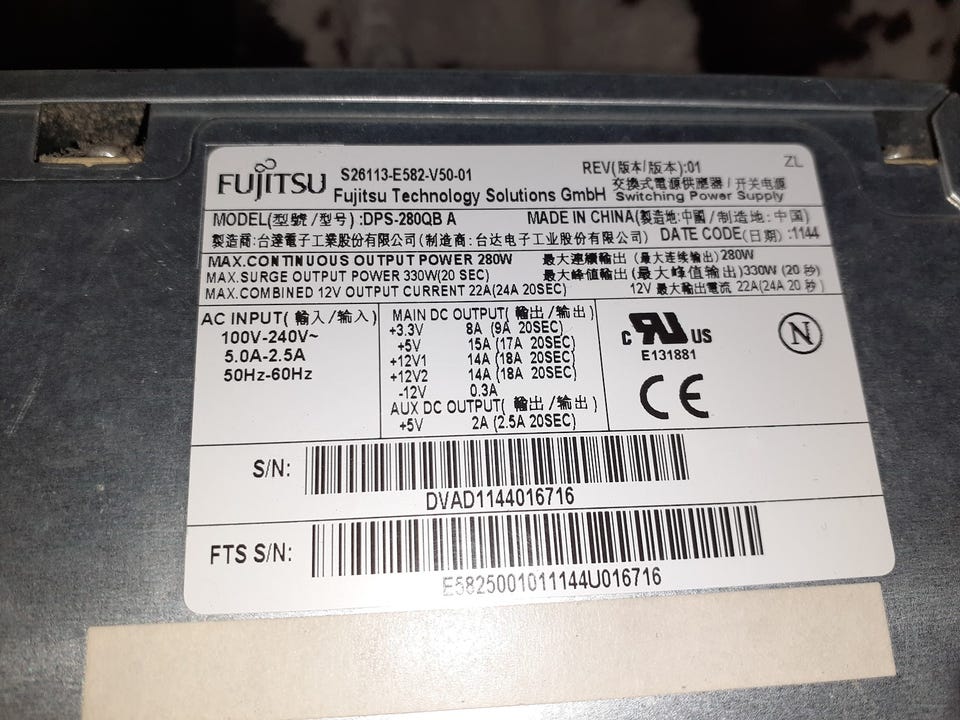 FUJITSU
S26113-E582-V50-01
REV(版本/版本):01
ZL
Fujitsu Technology Solutions GmbH
交換式電源供應器/开关电源
Switching Power Supply
MODEL(型號/型号) :DPS-280QB A
MADE IN CHINA(製造地:中國/制造地:中国)
製造商:台達電子工業股份有限公司(制造商:台达电子工业股份有限公司)
DATE CODE(日期) :1144
MAX.CONTINUOUS OUTPUT POWER 280W 最大連續輸出(最大连续输出)280W
MAX.SURGE OUTPUT POWER 330W(20 SEC) 最大峰值輸出(最大峰值输出)330W (20 秒)
MAX.COMBINED 12V OUTPUT CURRENT 22A(24A 20SEC) 12V 最大輸出電流 22A(24A 20 秒)
AC INPUT( 輸入/输入)
100V-240V~
5.0A-2.5A
50Hz-60Hz
MAIN DC OUTPUT( 輸出/输出)
+3.3V 8A (9A 20SEC)
+5V 15A (17A 20SEC)
+12V1 14A (18A 20SEC)
+12V2 14A (18A 20SEC)
-12V 0.3A
AUX DC OUTPUT( 輸出/输出)
+5V 2A (2.5A 20SEC)
c RU US
E131881
N
CE
S/N:
DVAD1144016716
FTS S/N:
E5825001011144U016716